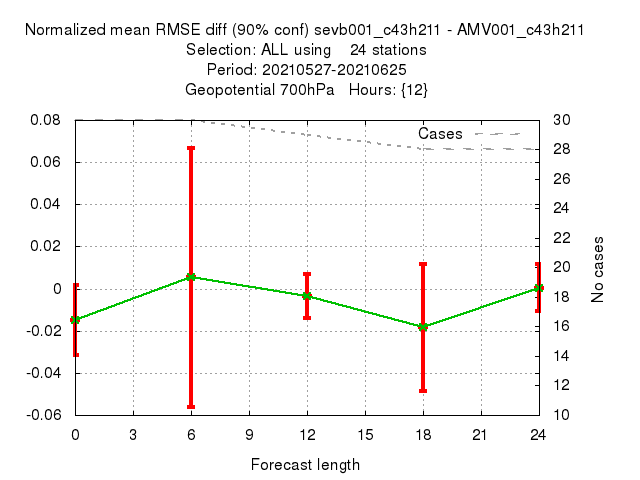 Normalized mean RMSE diff (90% conf) sevb001_c43h211 - AMV001_c43h211
Selection: ALL using 24 stations
Period: 20210527-20210625
Geopotential 700hPa Hours: {12}
Cases
0.08
0.06
0.04
0.02
0
-0.02
-0.04
-0.06
30
28
26
24
22
20
18
16
14
12
10
No cases
0 3 6 9 12 15 18 21 24
Forecast length